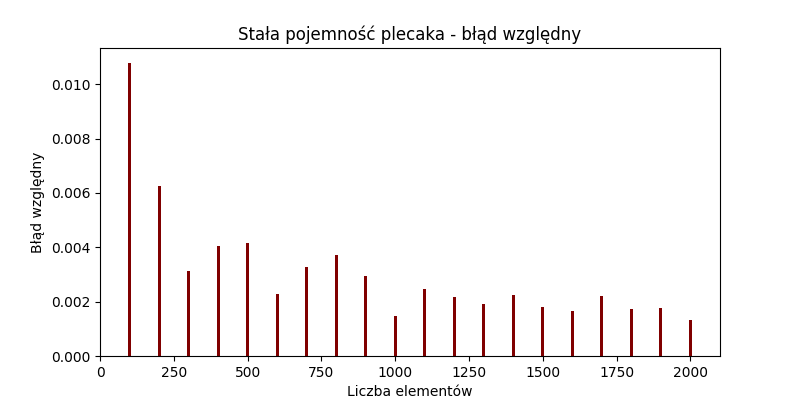 Stała pojemność plecaka - błąd względny
Błąd względny
0.010
0.008
0.006
0.004
0.002
0.000
0 250 500 750 1000 1250 1500 1750 2000
Liczba elementów